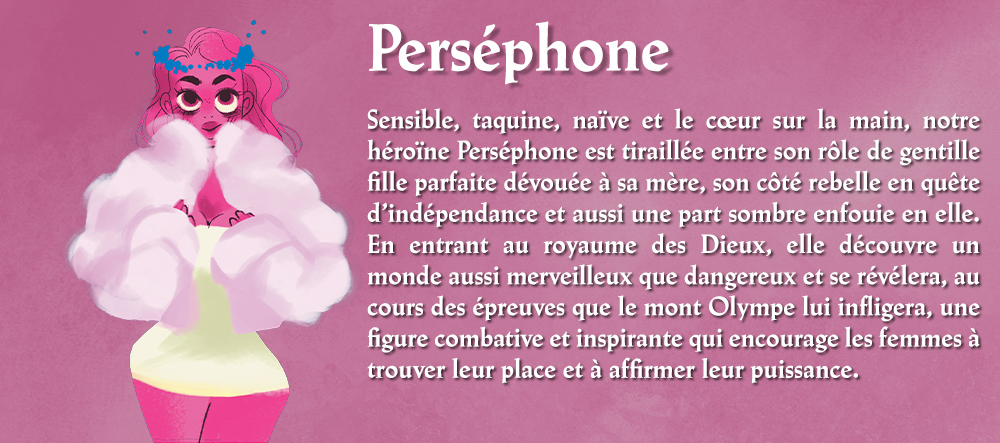 Perséphone
Sensible, taquine, naïve et le cœur sur la main, notre
héroïne Perséphone est tiraillée entre son rôle de gentille
fille parfaite dévouée à sa mère, son côté rebelle en quête
d’indépendance et aussi une part sombre enfouie en elle.
En entrant au royaume des Dieux, elle découvre un
monde aussi merveilleux que dangereux et se révélera, au
cours des épreuves que le mont Olympe lui infligera, une
figure combative et inspirante qui encourage les femmes à
trouver leur place et à affirmer leur puissance.